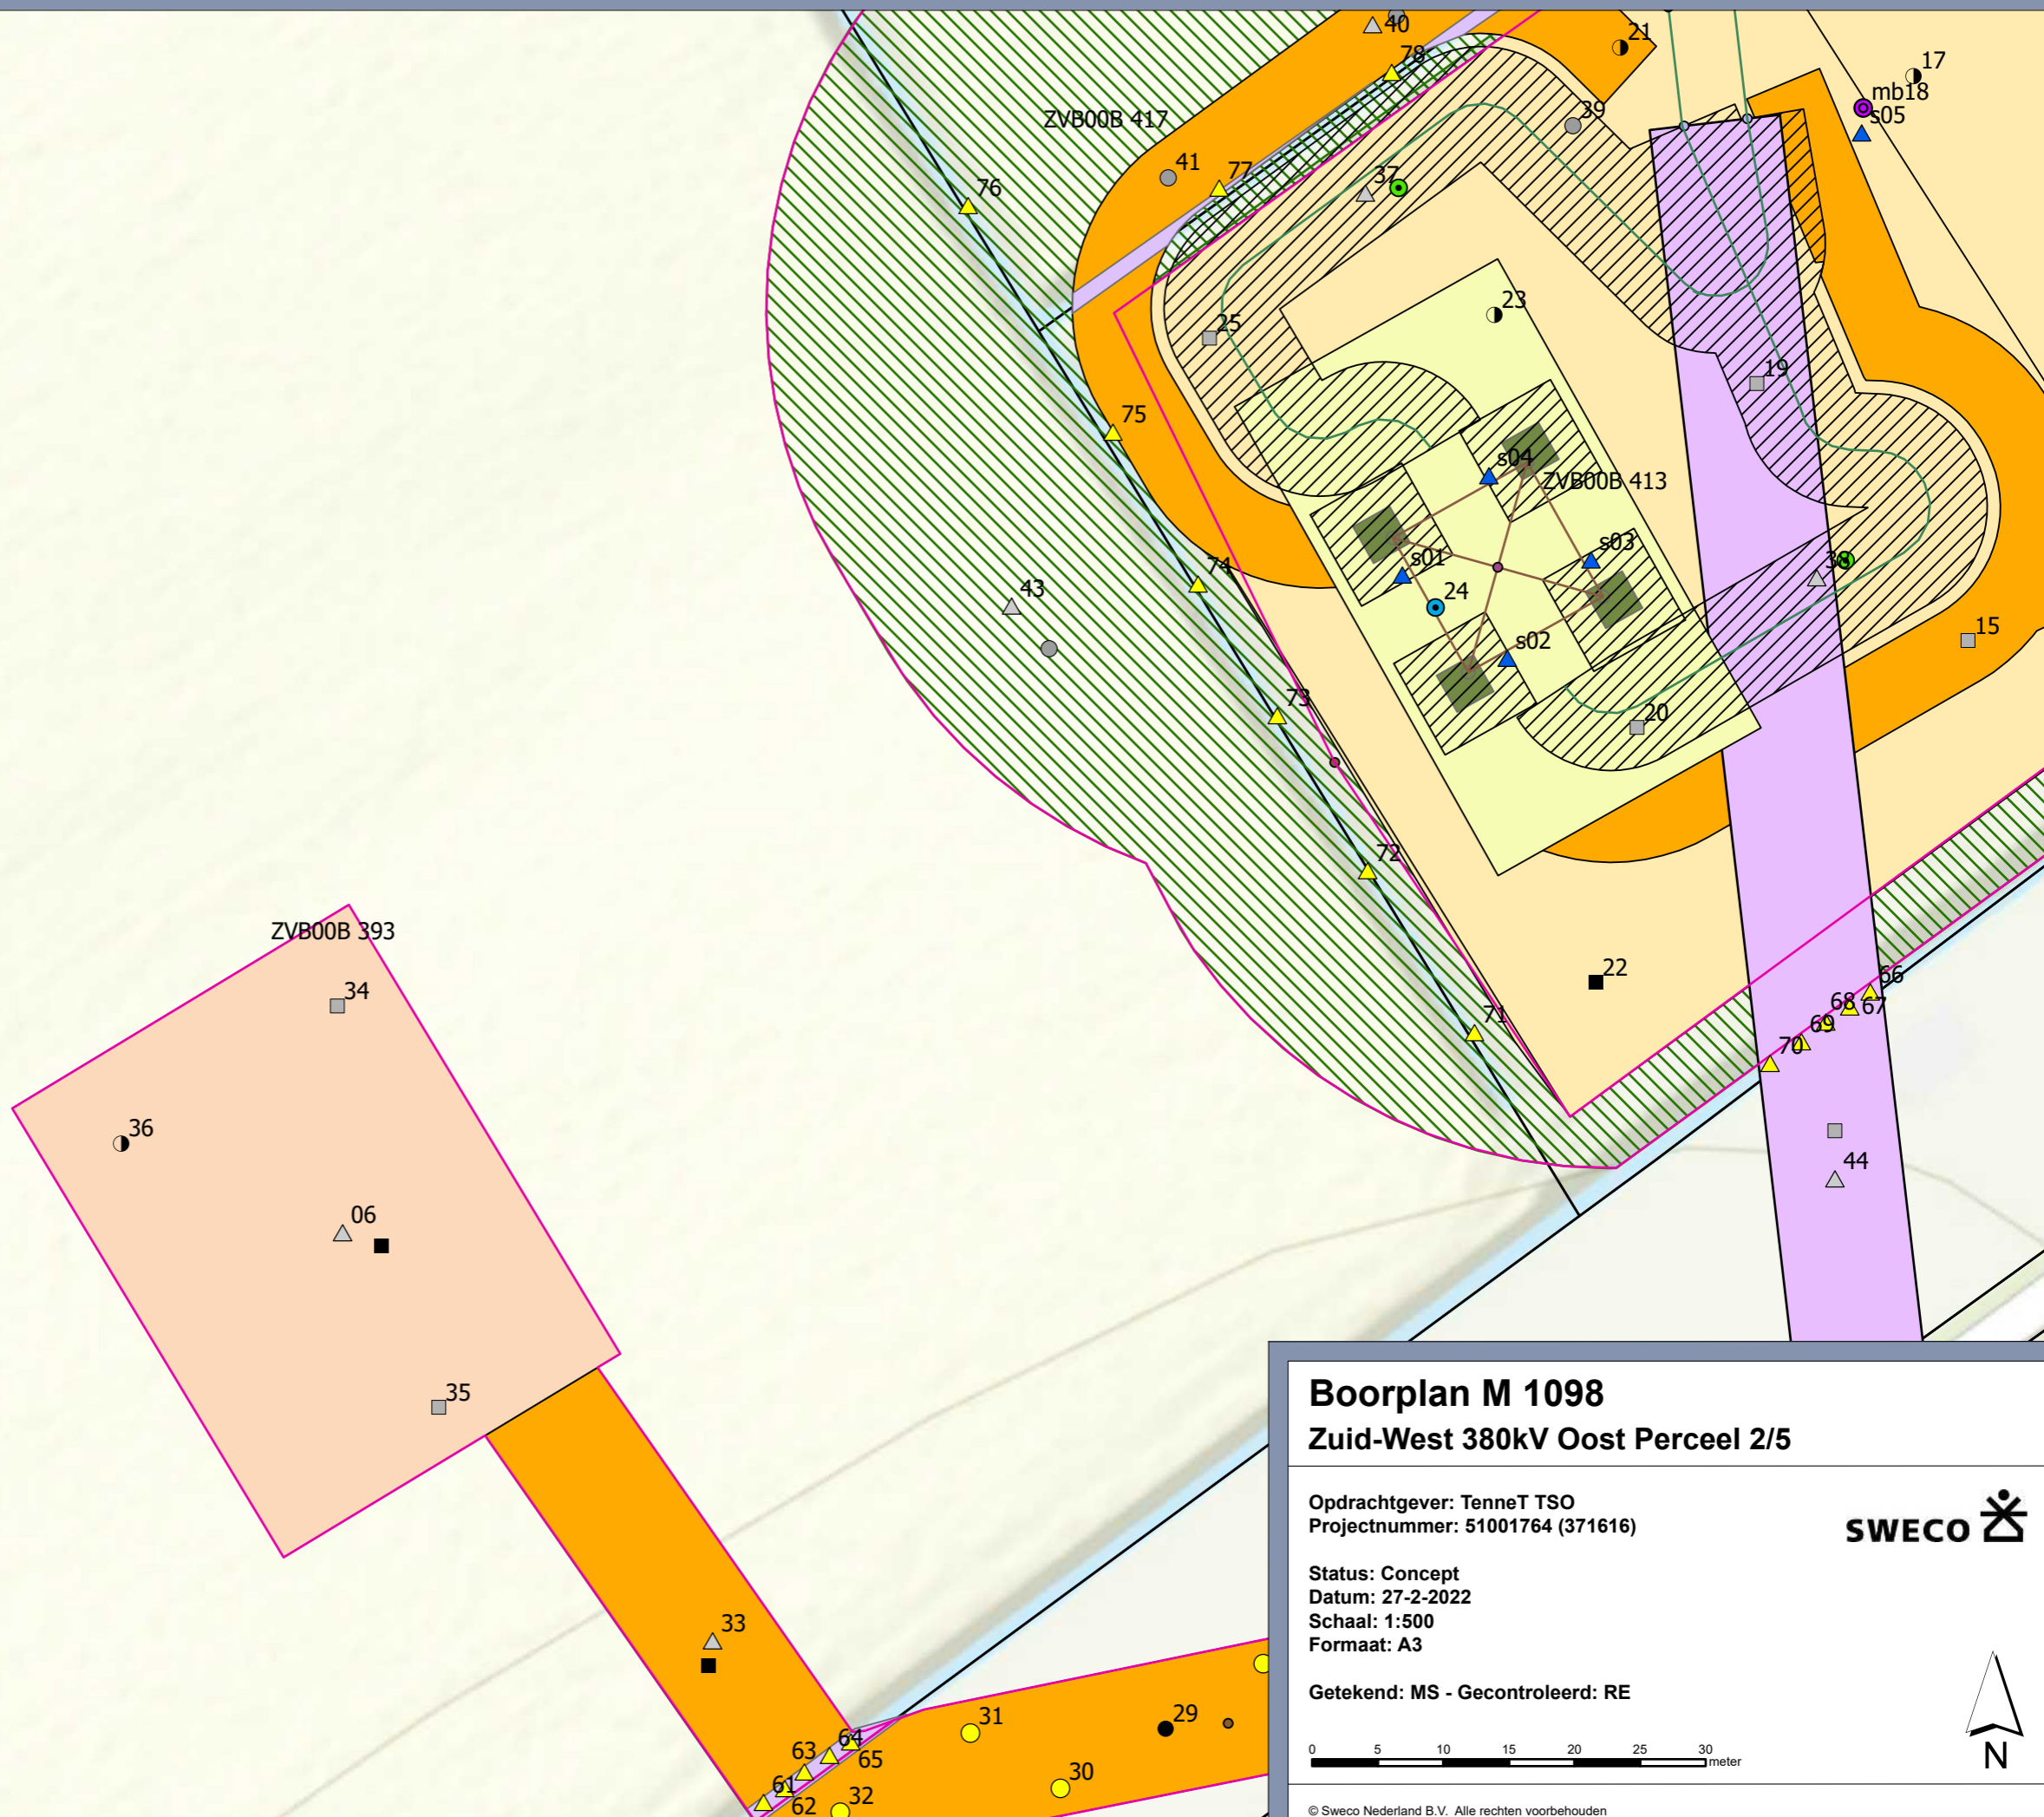 40
21
17
78
mb18
s05
ZVB00B 417
39
41
77
37
76
23
25
19
75
s04
ZVB00B 413
s03
s01
38
74
24
43
15
s02
73
20
72
ZVB00B 393
22
66
34
68
67
71
69
70
36
44
06
35
33
31
29
64
63
65
30
61
32
62
Boorplan M 1098
Zuid-West 380kV Oost Perceel 2/5
Opdrachtgever: TenneT TSO
Projectnummer: 51001764 (371616)
SWECO
Status: Concept
Datum: 27-2-2022
Schaal: 1:500
Formaat: A3
Getekend: MS - Gecontroleerd: RE
0 5 10 15 20 25 30
meter
N
© Sweco Nederland B.V. Alle rechten voorbehouden